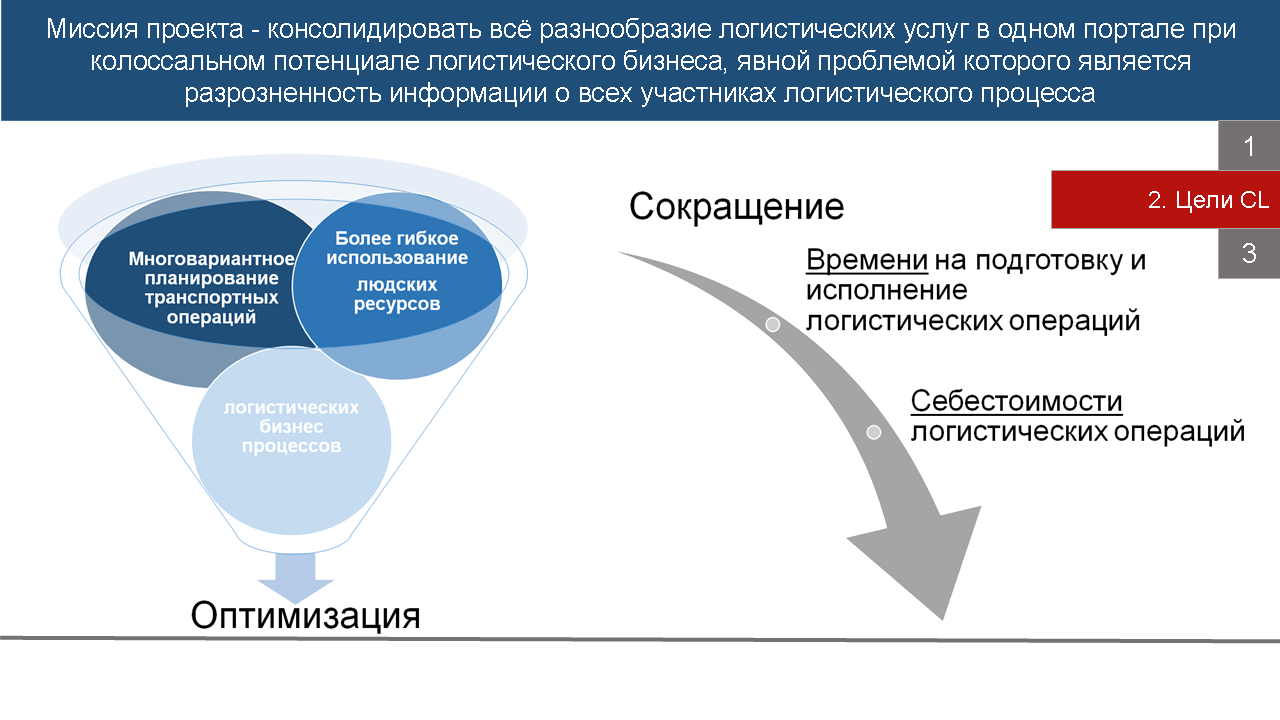 Миссия проекта - консолидировать всё разнообразие логистических услуг в одном портале при
колоссальном потенциале логистического бизнеса, явной проблемой которого является
разрозненность информации о всех участниках логистического процесса
1
2. Цели CL
3
Многовариантное
планирование
транспортных
операций
Более гибкое
использование
людских
ресурсов
логистических
бизнес
процессов
Оптимизация
Сокращение
Времени на подготовку и
исполнение
логистических операций
Себестоимости
логистических операций